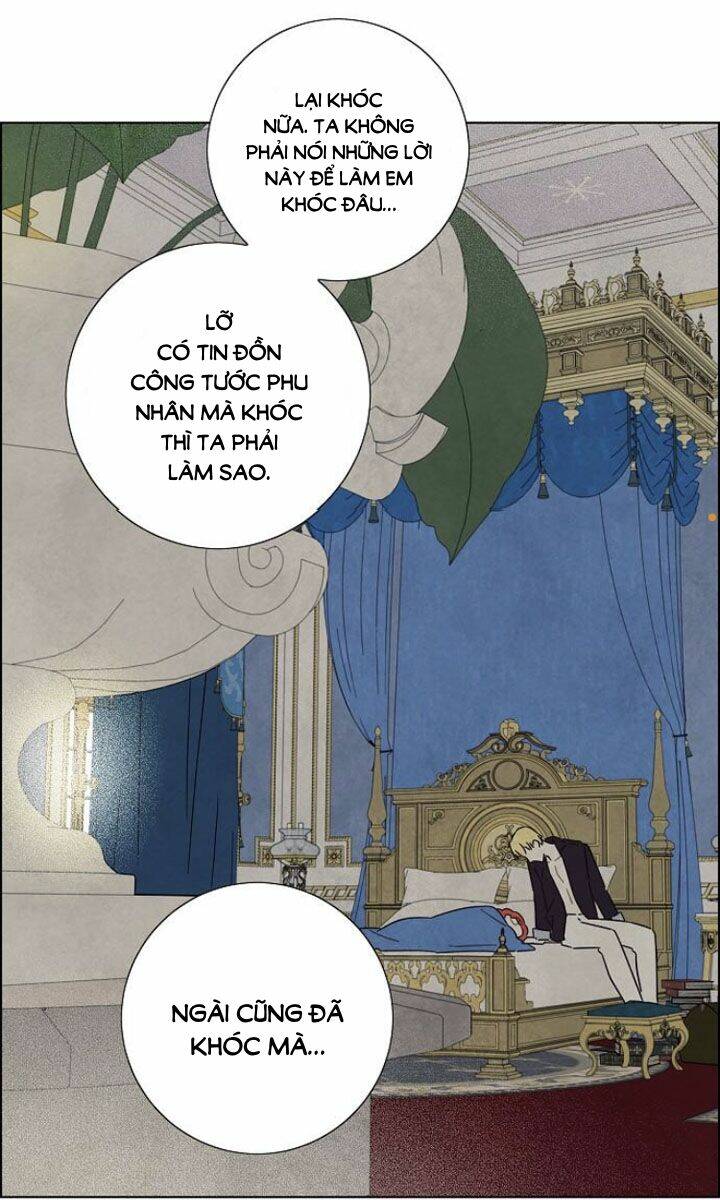 LẠI KHÓC
NỮA. TA KHÔNG
PHẢI NÓI NHỮNG LỜI
NÀY ĐỂ LÀM EM
KHÓC ĐÂU...
LỠ
CÓ TIN ĐỒN
CÔNG TƯỚC PHU
NHÂN MÀ KHÓC
THÌ TA PHẢI
LÀM SAO.
NGÀI CŨNG ĐÃ
KHÓC MÀ...